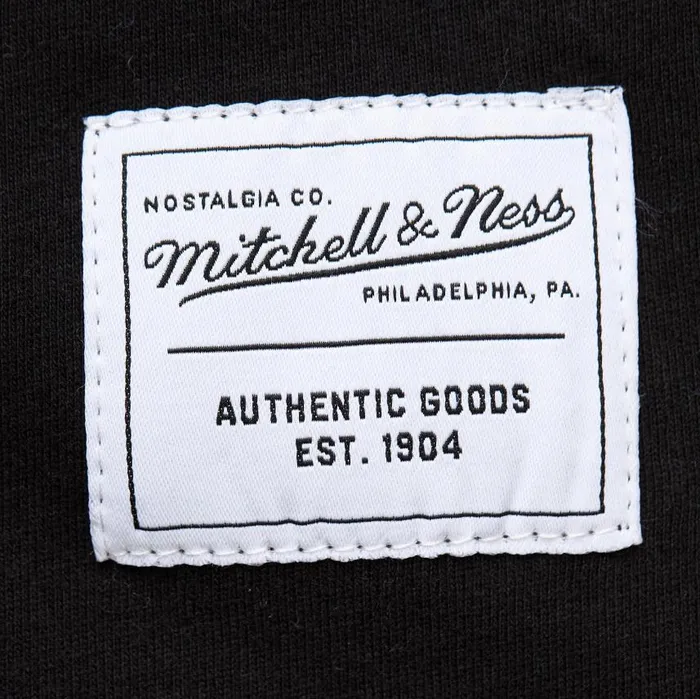 NOSTALGIA CO.
Mitchell & Ness
PHILADELPHIA, PA.
AUTHENTIC GOODS
EST. 1904